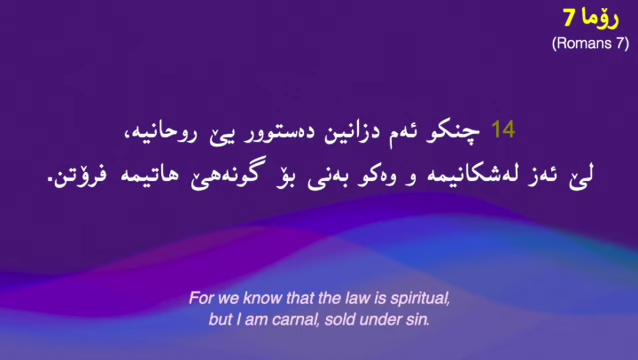 رۆما 7
(Romans 7)
14 چنکو ئەم دزانین دەستوور یێ روحانیە،
لێ ئەز لەشکانیمە و وەکو بەنی بۆ گونەهێ هاتیمە فرۆتن.
For we know that the law is spiritual,
but I am carnal, sold under sin.